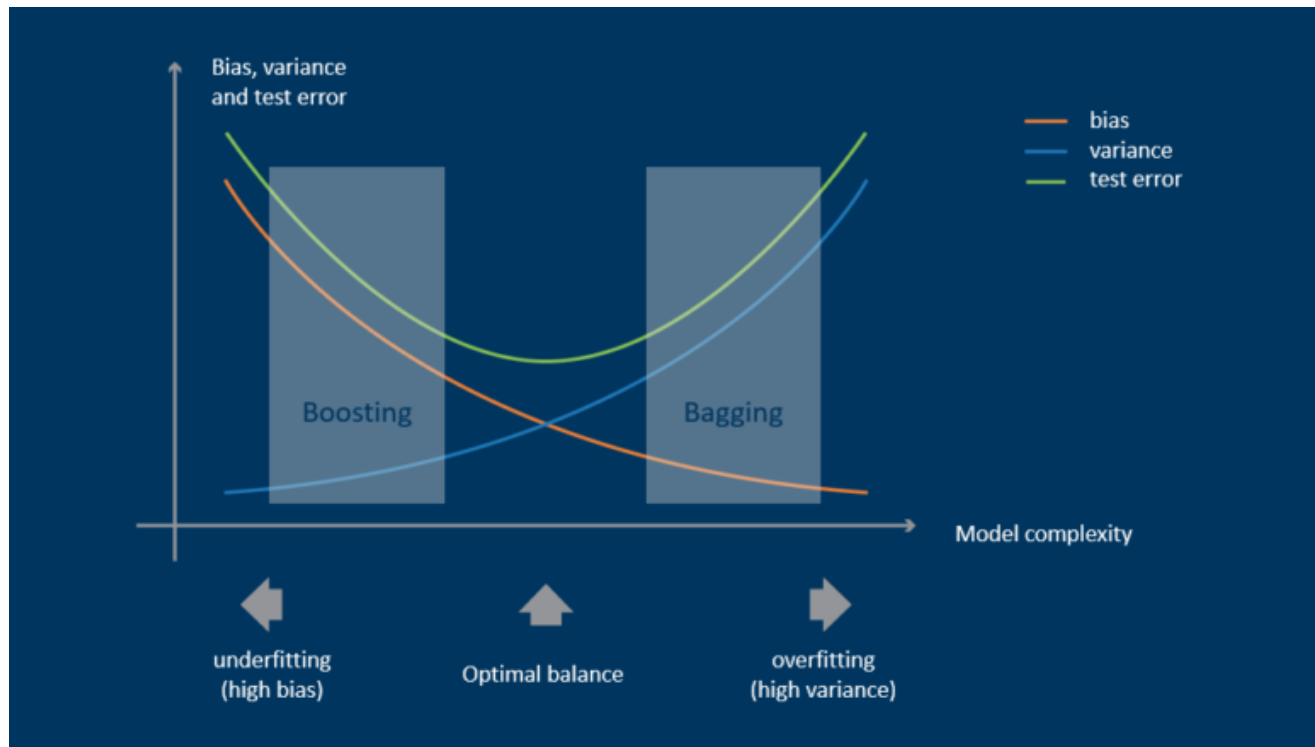 Bias, variance
and test error
bias
variance
test error
Boosting
Bagging
Model complexity
underfitting
(high bias)
Optimal balance
overfitting
(high variance)